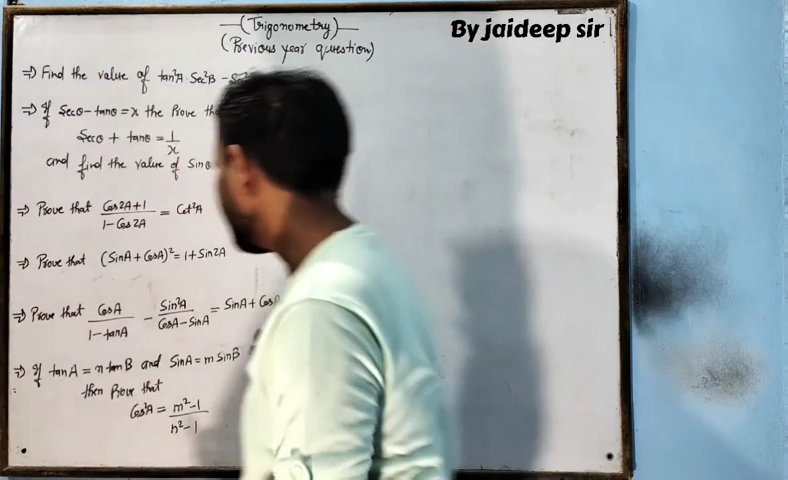 (Trigonometry)
By jaideep sir
(Previous year question)
⇒ Find the value of tan²A Sec²B -
⇒ If Secθ - tanθ = x the Prove
Secθ + tanθ = 1/x
and find the value of Sinθ
⇒ Prove that (Cos2A+1)/(1-Cos2A) = Cot²A
⇒ Prove that (SinA + CosA)² = 1 + Sin2A
⇒ Prove that CosA/(1-tanA) - Sin²A/(CosA-SinA) = SinA + Cos
⇒ If tanA = n tanB and SinA = m SinB
then Prove that
Cos²A = (m²-1)/(n²-1)